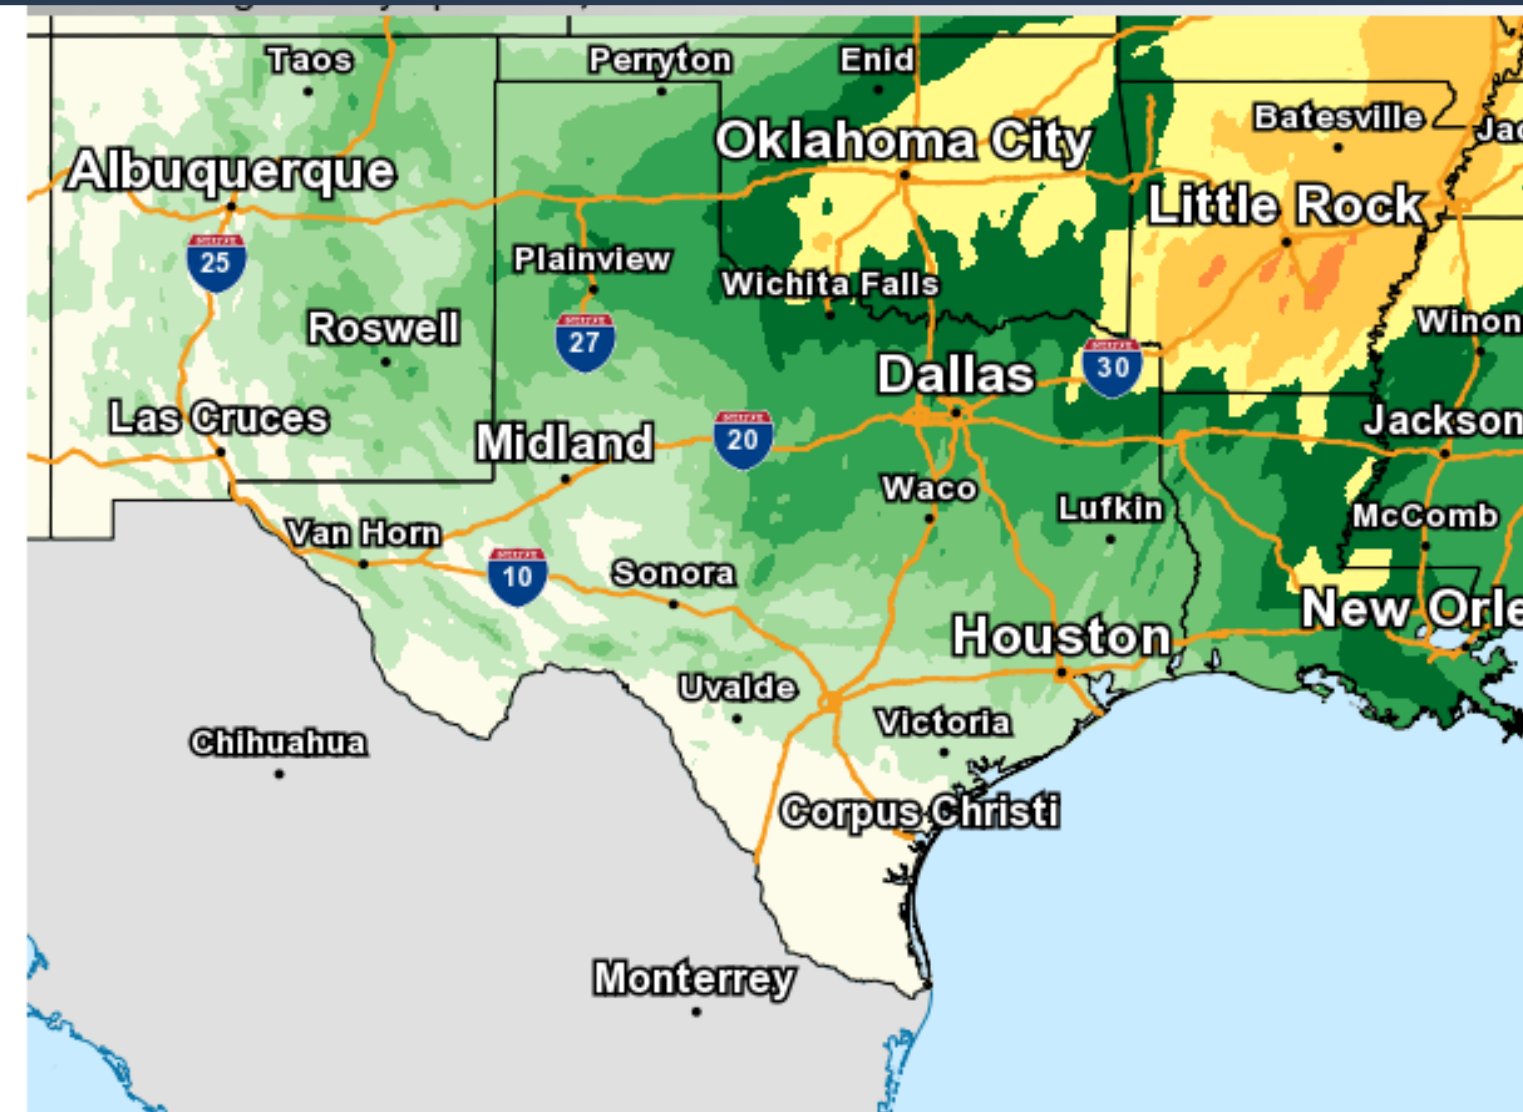 Taos
Perryton
Enid
Batesville
Oklahoma City
Albuquerque
Little Rock
25
Plainview
Wichita Falls
Roswell
27
Winon
30
Dallas
Las Cruces
Midland
20
Jackson
Waco
Lufkin
McComb
Van Horn
10
Sonora
New Orle
Houston
Uvalde
Victoria
Chihuahua
Corpus Christi
Monterrey